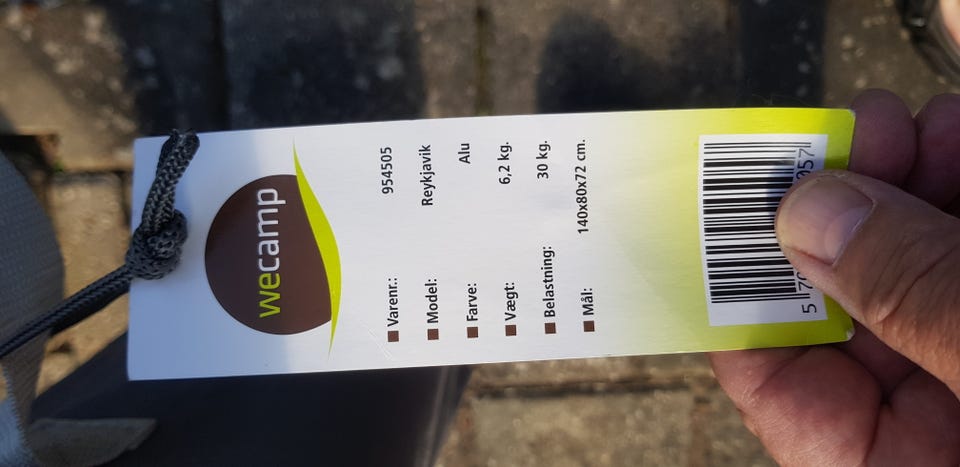 wecamp
Varenr.: 954505
Model: Reykjavik
Farve: Alu
Vægt: 6,2 kg.
Belastning: 30 kg.
Mål: 140x80x72 cm.